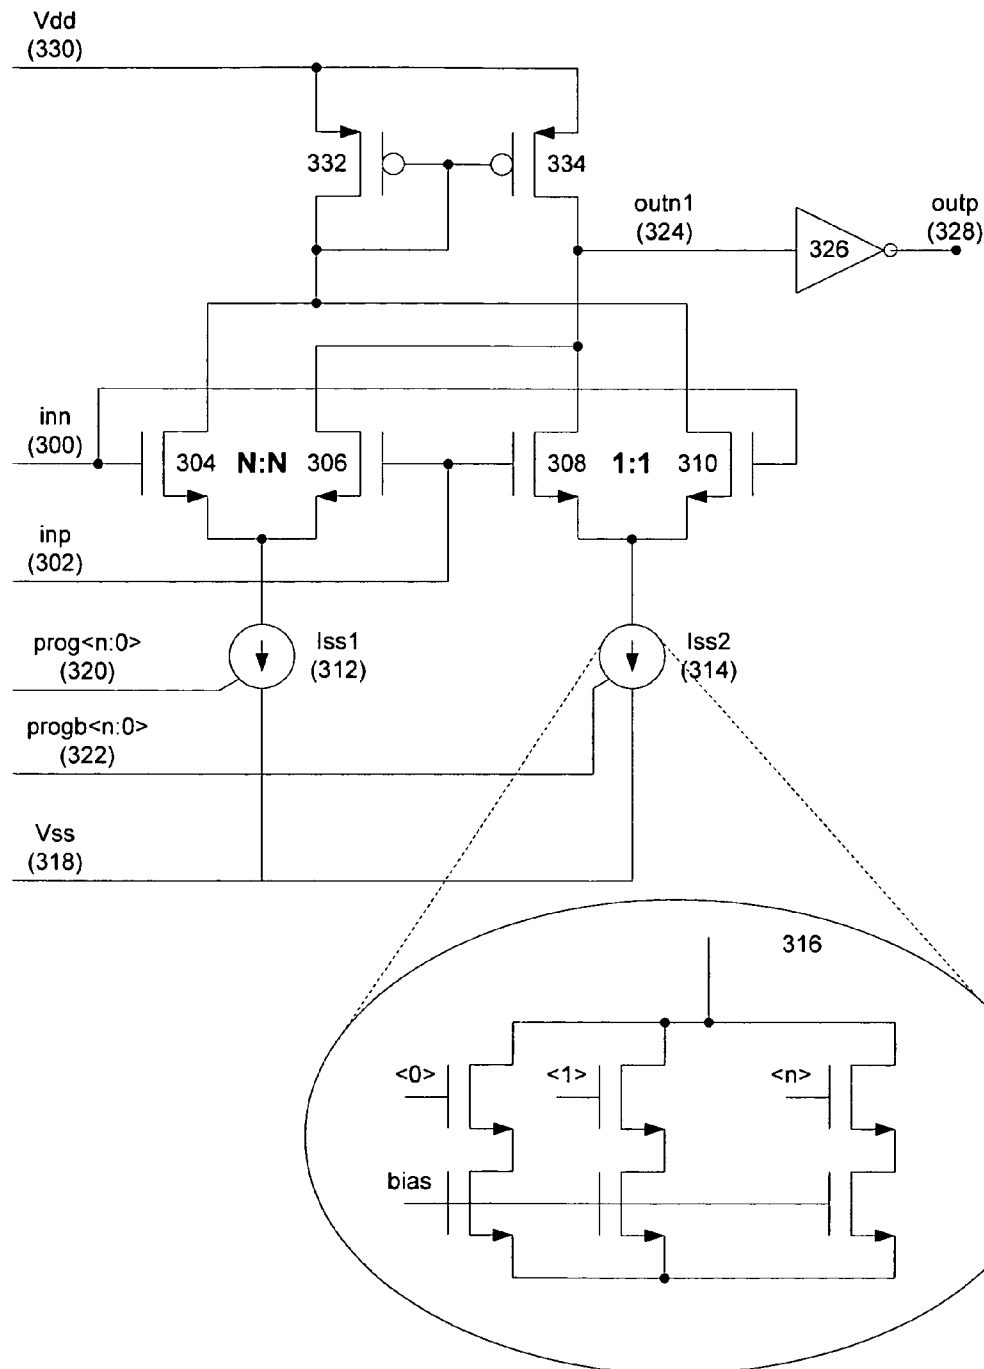 Vdd
(330)
332
334
outn1
(324)
326
outp
(328)
inn
(300)
304
N:N
306
308
1:1
310
inp
(302)
prog<n:0>
(320)
Iss1
(312)
Iss2
(314)
progb<n:0>
(322)
Vss
(318)
316
<0>
<1>
<n>
bias